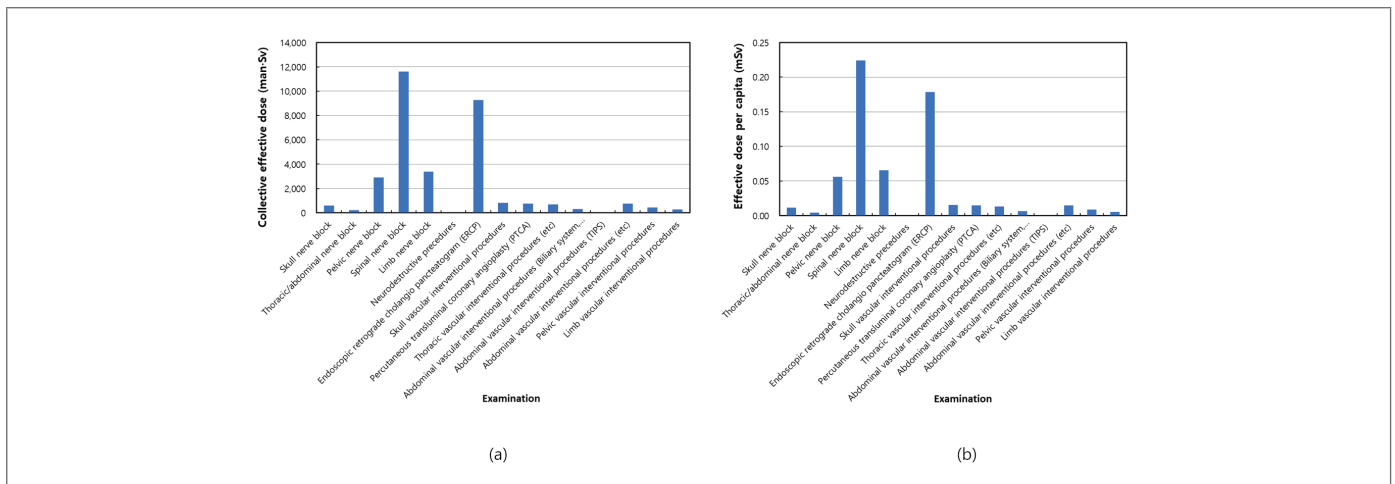 Collective effective dose (man·Sv)
14,000
12,000
10,000
8,000
6,000
4,000
2,000
0
Skull nerve block
Thoracic/abdominal nerve block
Pelvic nerve block
Spinal nerve block
Limb nerve block
Neurodestructive precedures
Endoscopic retrograde cholangio pancreatogram (ERCP)
Skull vascular interventional procedures
Percutaneous transluminal coronary angioplasty (PTCA)
Thoracic vascular interventional procedures (etc)
Abdominal vascular interventional procedures (Biliary system...
Abdominal vascular interventional procedures (TIPS)
Abdominal vascular interventional procedures (etc)
Pelvic vascular interventional procedures
Limb vascular interventional procedures
Examination
(a)
Effective dose per capita (mSv)
0.25
0.20
0.15
0.10
0.05
0.00
Skull nerve block
Thoracic/abdominal nerve block
Pelvic nerve block
Spinal nerve block
Limb nerve block
Neurodestructive precedures
Endoscopic retrograde cholangio pancreatogram (ERCP)
Skull vascular interventional procedures
Percutaneous transluminal coronary angioplasty (PTCA)
Thoracic vascular interventional procedures (etc)
Abdominal vascular interventional procedures (Biliary system...
Abdominal vascular interventional procedures (TIPS)
Abdominal vascular interventional procedures (etc)
Pelvic vascular interventional procedures
Limb vascular interventional procedures
Examination
(b)